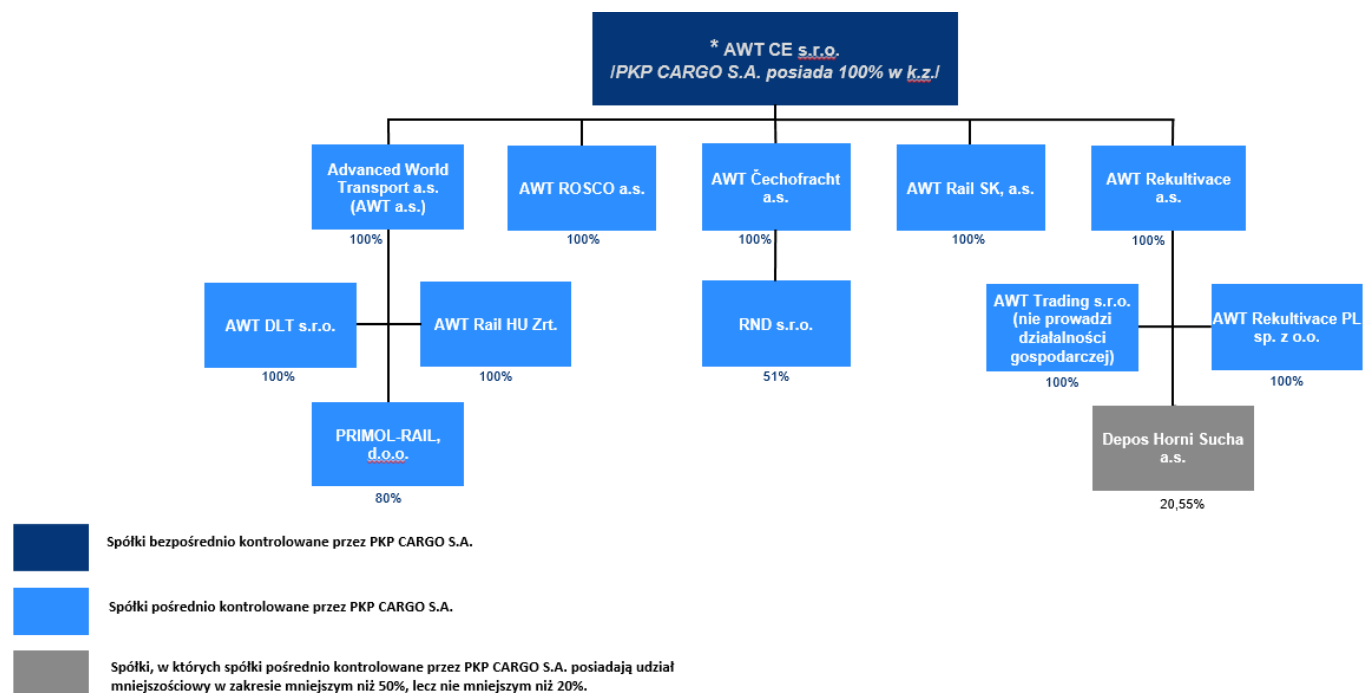 * AWT CE s.r.o.
/PKP CARGO S.A. posiada 100% w k.z./
Advanced World
Transport a.s.
(AWT a.s.)
100%
AWT ROSCO a.s.
100%
AWT Čechofracht
a.s.
100%
AWT Rail SK, a.s.
100%
AWT Rekultivace
a.s.
100%
AWT DLT s.r.o.
100%
AWT Rail HU Zrt.
100%
RND s.r.o.
51%
AWT Trading s.r.o.
(nie prowadzi
działalności
gospodarczej)
100%
AWT Rekultivace PL
sp. z o.o.
100%
PRIMOL-RAIL,
d.o.o.
80%
Depos Horni Sucha
a.s.
20,55%
Spółki bezpośrednio kontrolowane przez PKP CARGO S.A.
Spółki pośrednio kontrolowane przez PKP CARGO S.A.
Spółki, w których spółki pośrednio kontrolowane przez PKP CARGO S.A. posiadają udział
mniejszościowy w zakresie mniejszym niż 50%, lecz nie mniejszym niż 20%.